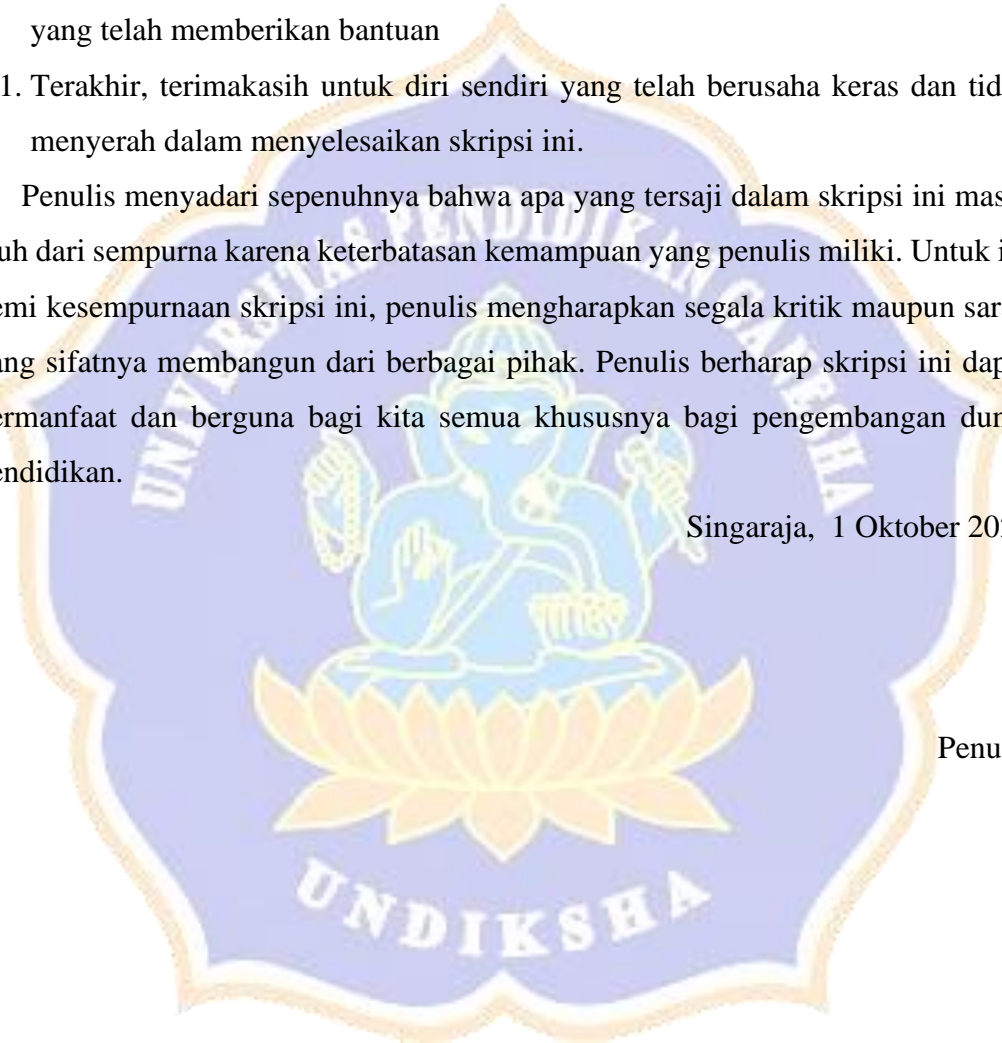 yang telah memberikan bantuan
1. Terakhir, terimakasih untuk diri sendiri yang telah berusaha keras dan tid
menyerah dalam menyelesaikan skripsi ini.
Penulis menyadari sepenuhnya bahwa apa yang tersaji dalam skripsi ini mas
uh dari sempurna karena keterbatasan kemampuan yang penulis miliki. Untuk i
emi kesempurnaan skripsi ini, penulis mengharapkan segala kritik maupun sar
ang sifatnya membangun dari berbagai pihak. Penulis berharap skripsi ini dap
ermanfaat dan berguna bagi kita semua khususnya bagi pengembangan dun
endidikan.
Singaraja, 1 Oktober 20
Penu
UNIVERSITAS PENDIDIKAN GANESHA
UNDIKSHA